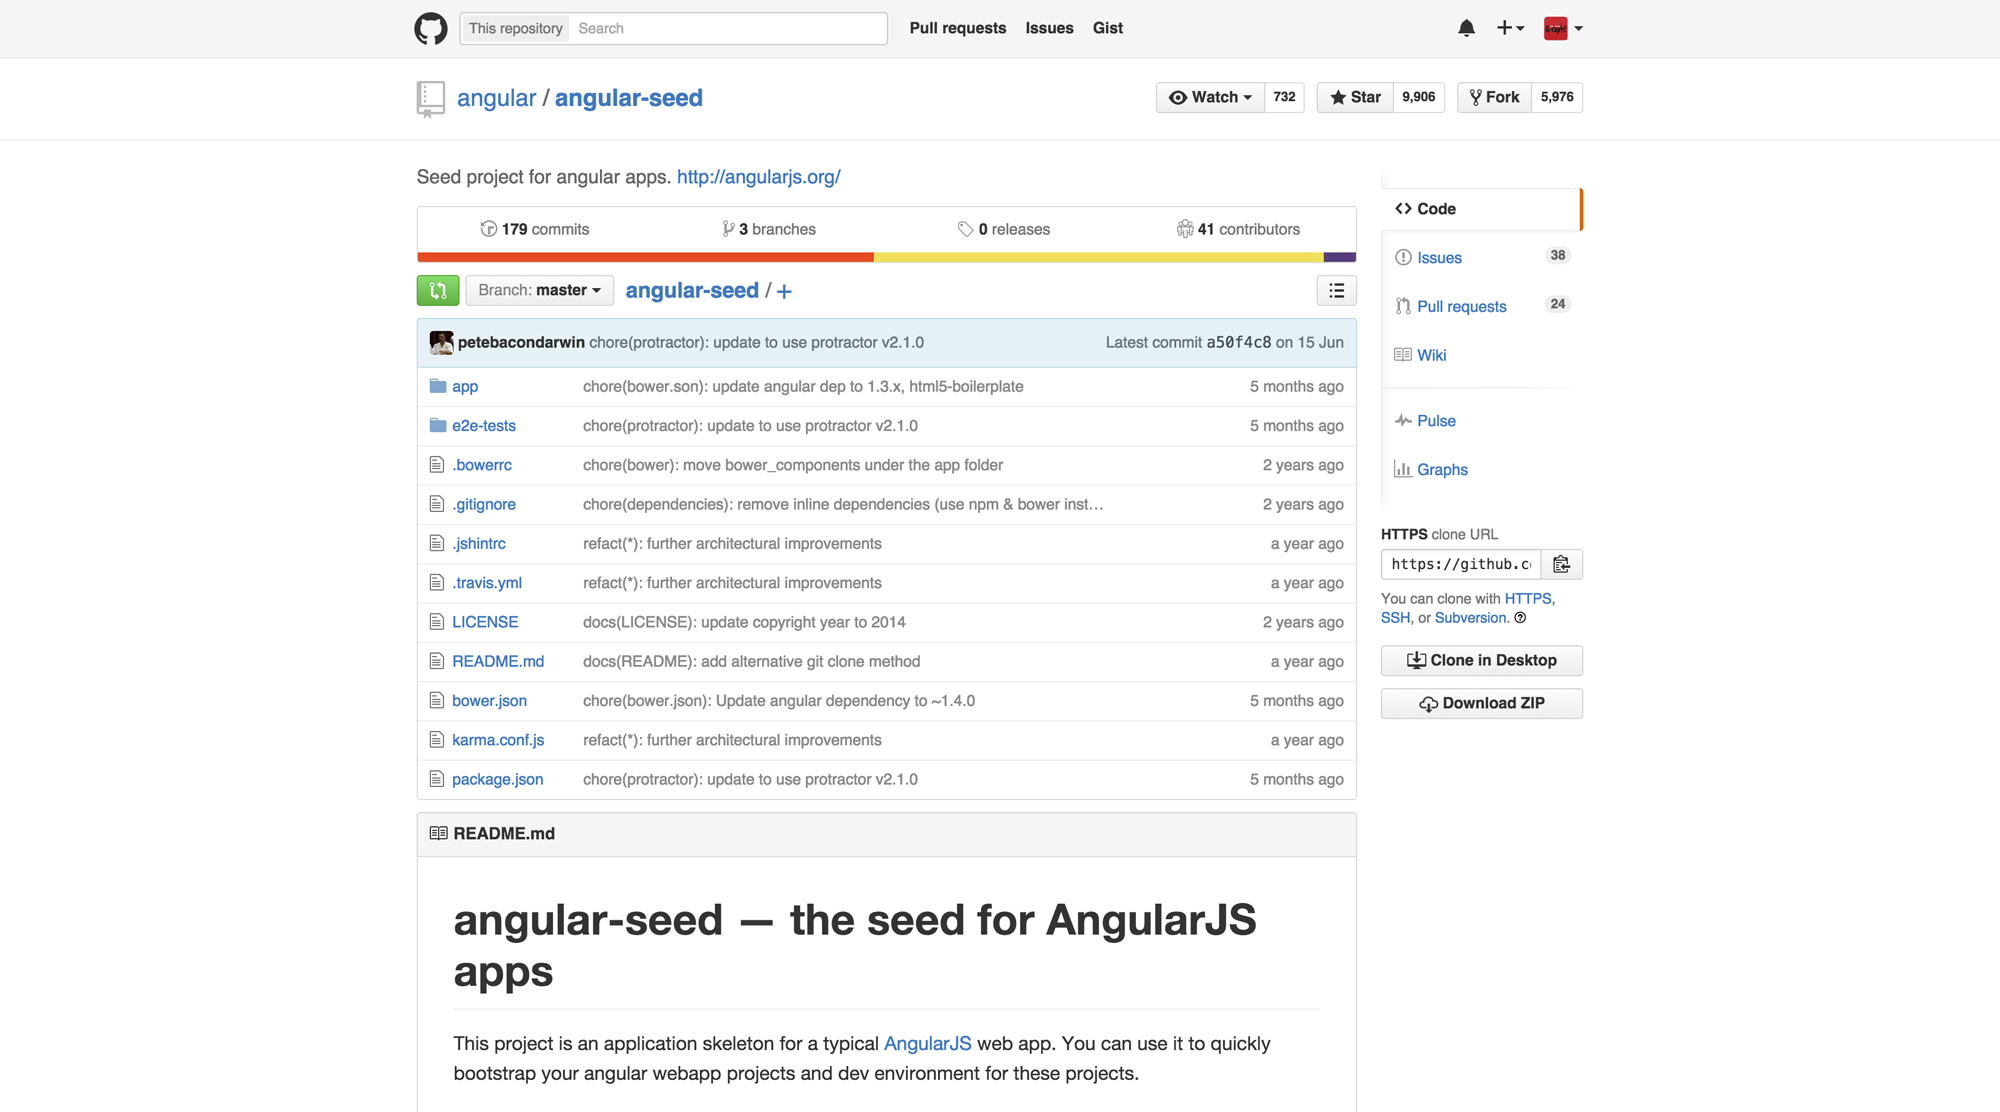 This repository Search Pull requests Issues Gist
angular / angular-seed Watch 732 Star 9,906 Fork 5,976
Seed project for angular apps. http://angularjs.org/
179 commits 3 branches 0 releases 41 contributors
Branch: master angular-seed / +
petebacondarwin chore(protractor): update to use protractor v2.1.0 Latest commit a50f4c8 on 15 Jun
app chore(bower.son): update angular dep to 1.3.x, html5-boilerplate 5 months ago
e2e-tests chore(protractor): update to use protractor v2.1.0 5 months ago
.bowerrc chore(bower): move bower_components under the app folder 2 years ago
.gitignore chore(dependencies): remove inline dependencies (use npm & bower inst… 2 years ago
.jshintrc refact(*): further architectural improvements a year ago
.travis.yml refact(*): further architectural improvements a year ago
LICENSE docs(LICENSE): update copyright year to 2014 2 years ago
README.md docs(README): add alternative git clone method a year ago
bower.json chore(bower.json): Update angular dependency to ~1.4.0 5 months ago
karma.conf.js refact(*): further architectural improvements a year ago
package.json chore(protractor): update to use protractor v2.1.0 5 months ago
README.md
angular-seed — the seed for AngularJS
apps
This project is an application skeleton for a typical AngularJS web app. You can use it to quickly
bootstrap your angular webapp projects and dev environment for these projects.
Code
Issues 38
Pull requests 24
Wiki
Pulse
Graphs
HTTPS clone URL
https://github.c
You can clone with HTTPS,
SSH, or Subversion.
Clone in Desktop
Download ZIP